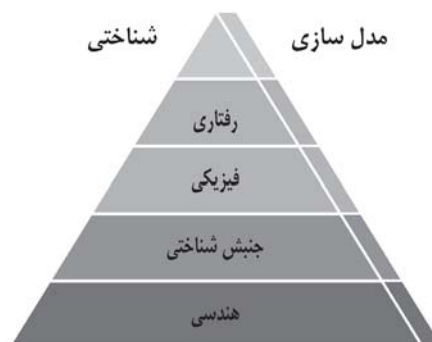 مدل سازی
شناختی
رفتاری
فیزیکی
جنبش شناختی
هندسی